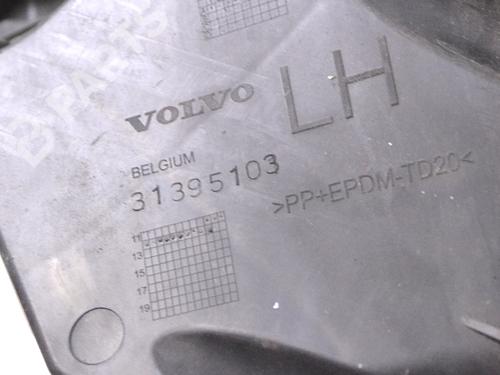 VOLVO
LH
BELGIUM
31395103
>PP+EPDM-TD20<
11
13
15
17
19